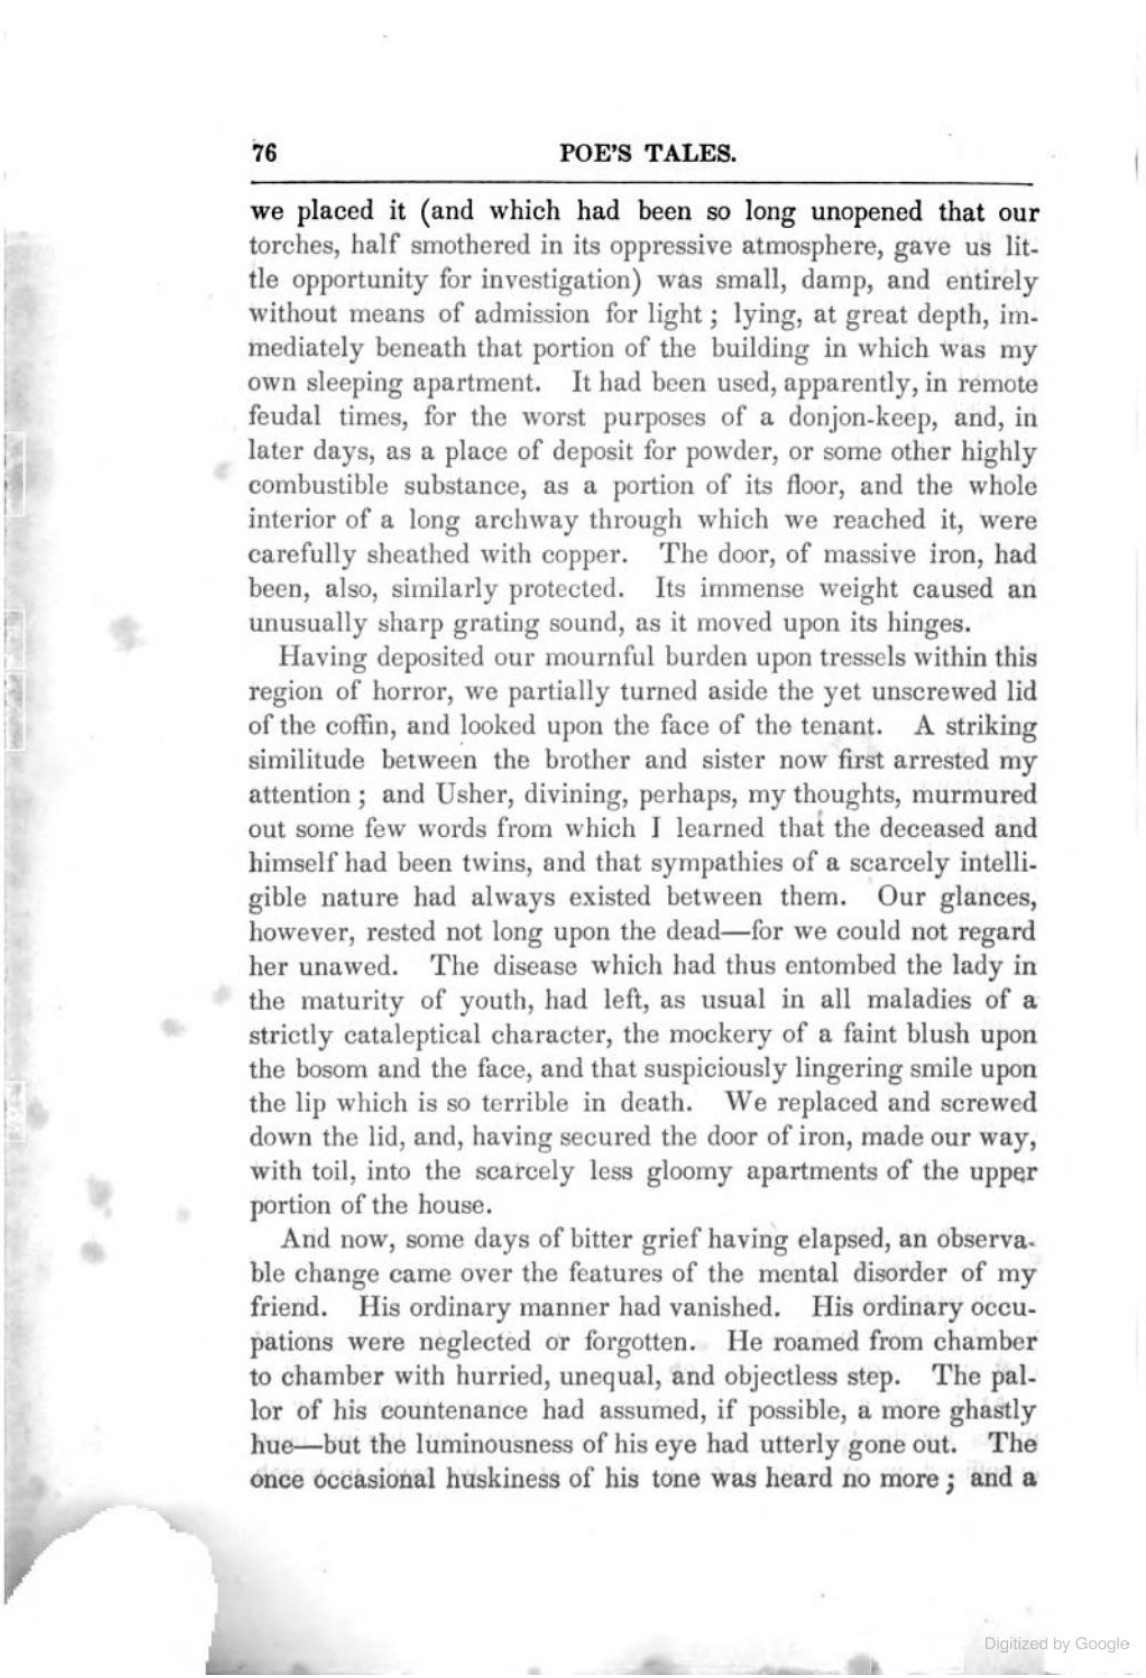 76 POE'S TALES.
we placed it (and which had been so long unopened that our
torches, half smothered in its oppressive atmosphere, gave us lit-
tle opportunity for investigation) was small, damp, and entirely
without means of admission for light ; lying, at great depth, im-
mediately beneath that portion of the building in which was my
own sleeping apartment. It had been used, apparently, in remote
feudal times, for the worst purposes of a donjon-keep, and, in
later days, as a place of deposit for powder, or some other highly
combustible substance, as a portion of its floor, and the whole
interior of a long archway through which we reached it, were
carefully sheathed with copper. The door, of massive iron, had
been, also, similarly protected. Its immense weight caused an
unusually sharp grating sound, as it moved upon its hinges.
Having deposited our mournful burden upon tressels within this
region of horror, we partially turned aside the yet unscrewed lid
of the coffin, and looked upon the face of the tenant. A striking
similitude between the brother and sister now first arrested my
attention ; and Usher, divining, perhaps, my thoughts, murmured
out some few words from which I learned that the deceased and
himself had been twins, and that sympathies of a scarcely intelli-
gible nature had always existed between them. Our glances,
however, rested not long upon the dead—for we could not regard
her unawed. The disease which had thus entombed the lady in
the maturity of youth, had left, as usual in all maladies of a
strictly cataleptical character, the mockery of a faint blush upon
the bosom and the face, and that suspiciously lingering smile upon
the lip which is so terrible in death. We replaced and screwed
down the lid, and, having secured the door of iron, made our way,
with toil, into the scarcely less gloomy apartments of the upper
portion of the house.
And now, some days of bitter grief having elapsed, an observa-
ble change came over the features of the mental disorder of my
friend. His ordinary manner had vanished. His ordinary occu-
pations were neglected or forgotten. He roamed from chamber
to chamber with hurried, unequal, and objectless step. The pal-
lor of his countenance had assumed, if possible, a more ghastly
hue—but the luminousness of his eye had utterly gone out. The
once occasional huskiness of his tone was heard no more ; and a
Digitized by Google